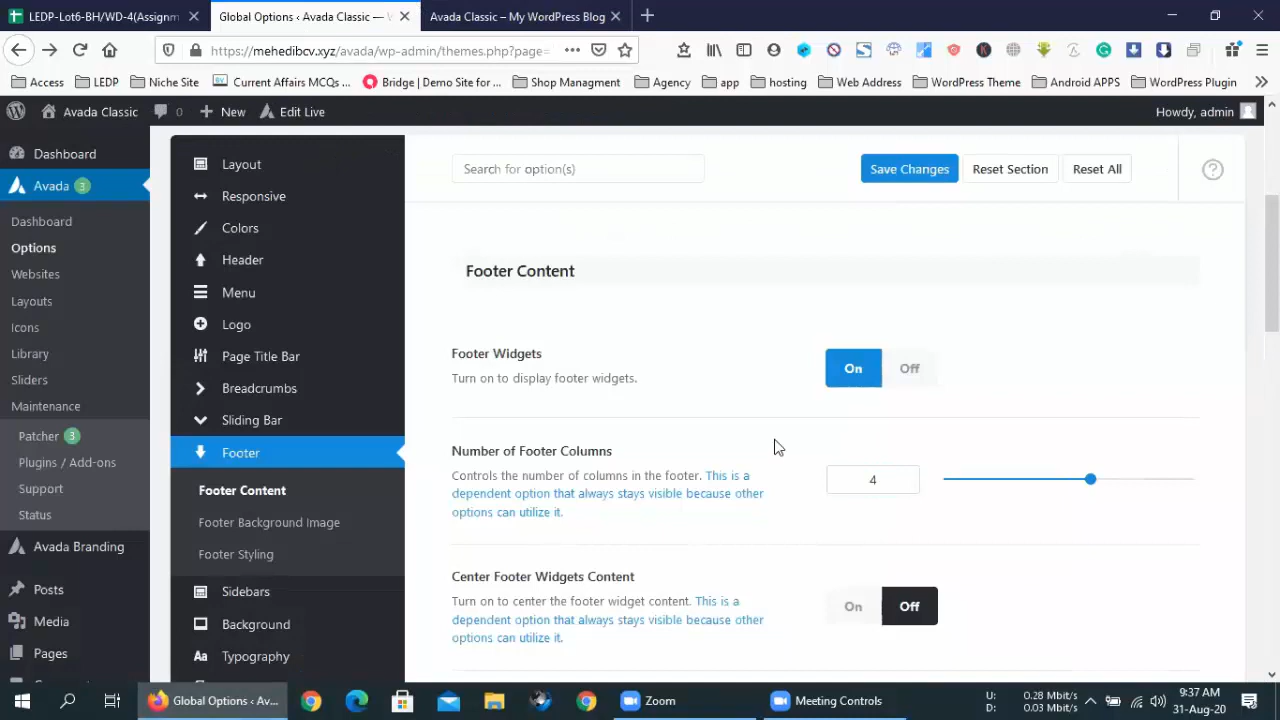 LEDP-Lot6-BH/WD-4(Assignm
Global Options ‹ Avada Classic — W
Avada Classic – My WordPress Blog
https://mehedibcv.xyz/avada/wp-admin/themes.php?page=
Access
LEDP
Niche Site
Current Affairs MCQs ...
Bridge | Demo Site for ...
Shop Managment
Agency
app
hosting
Web Address
WordPress Theme
Android APPS
WordPress Plugin
Avada Classic
0
New
Edit Live
Howdy, admin
Dashboard
Avada 3
Dashboard
Options
Websites
Layouts
Icons
Library
Sliders
Maintenance
Patcher 3
Plugins / Add-ons
Support
Status
Avada Branding
Posts
Media
Pages
Layout
Responsive
Colors
Header
Menu
Logo
Page Title Bar
Breadcrumbs
Sliding Bar
Footer
Footer Content
Footer Background Image
Footer Styling
Sidebars
Background
Aa Typography
Search for option(s)
Save Changes
Reset Section
Reset All
Footer Content
Footer Widgets
Turn on to display footer widgets.
On Off
Number of Footer Columns
Controls the number of columns in the footer. This is a
dependent option that always stays visible because other
options can utilize it.
4
Center Footer Widgets Content
Turn on to center the footer widget content. This is a
dependent option that always stays visible because other
options can utilize it.
On Off
Global Options ‹ Av...
Zoom
Meeting Controls
U: 0.28 Mbit/s
D: 0.03 Mbit/s
9:37 AM
31-Aug-20